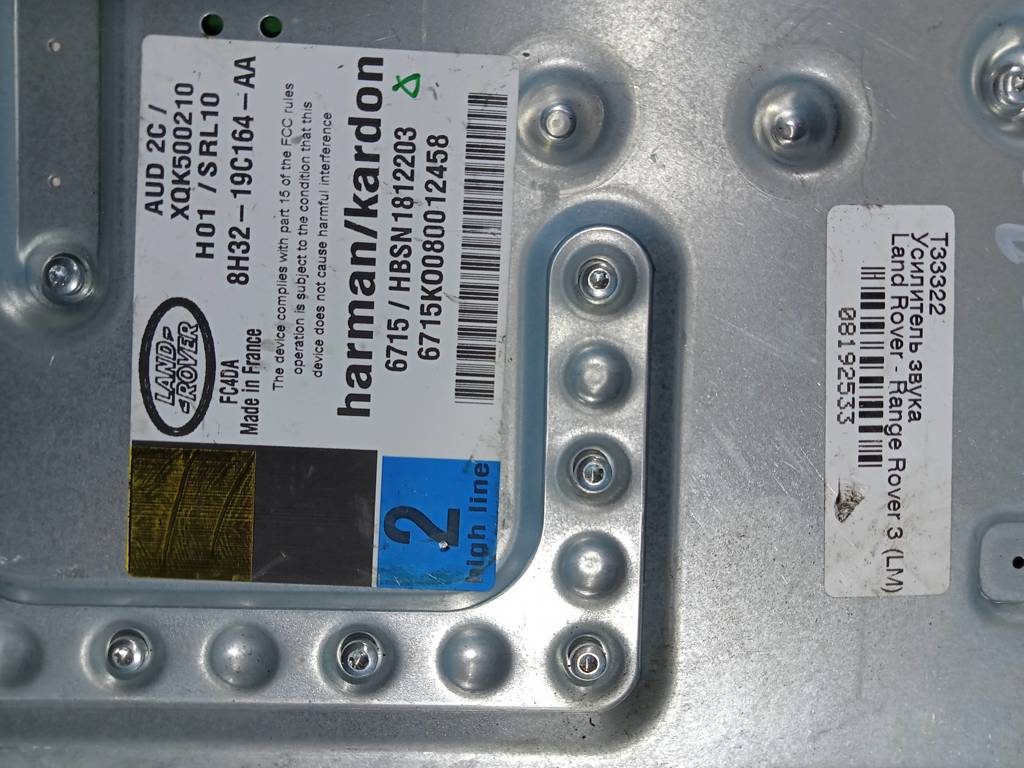 AUD 2C /
XQK500210
H01 / SRL10
8H32-19C164-AA
LAND-
-ROVER
FC4DA
Made in France
The device complies with part 15 of the FCC rules
operation is subject to the condition that this
device does not cause harmful interference
harman/kardon
6715 / HBSN 1812203
6715K0080012458
2
high line
T33322
Усилитель звука
Land Rover - Range Rover 3 (LM)
08192533